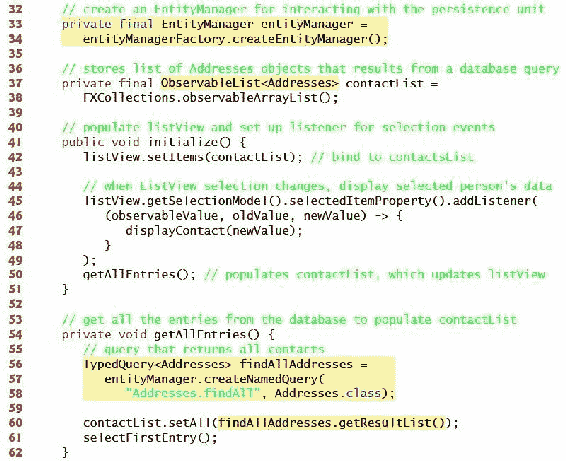 32 // create an EntityManager for interacting with the persistence unit
33 private final EntityManager entityManager =
34 entityManagerFactory.createEntityManager();
35
36 // stores list of Addresses objects that results from a database query
37 private final ObservableList<Addresses> contactList =
38 FXCollections.observableArrayList();
39
40 // populate listView and set up listener for selection events
41 public void initialize() {
42 listView.setItems(contactList); // bind to contactsList
43
44 // when ListView selection changes, display selected person's data
45 listView.getSelectionModel().selectedItemProperty().addListener(
46 (observableValue, oldValue, newValue) -> {
47 displayContact(newValue);
48 }
49 );
50 getAllEntries(); // populates contactList, which updates listView
51 }
52
53 // get all the entries from the database to populate contactList
54 private void getAllEntries() {
55 // query that returns all contacts
56 TypedQuery<Addresses> findAllAddresses =
57 entityManager.createNamedQuery(
58 "Addresses.findAll", Addresses.class);
59
60 contactList.setAll(findAllAddresses.getResultList());
61 selectFirstEntry();
62 }